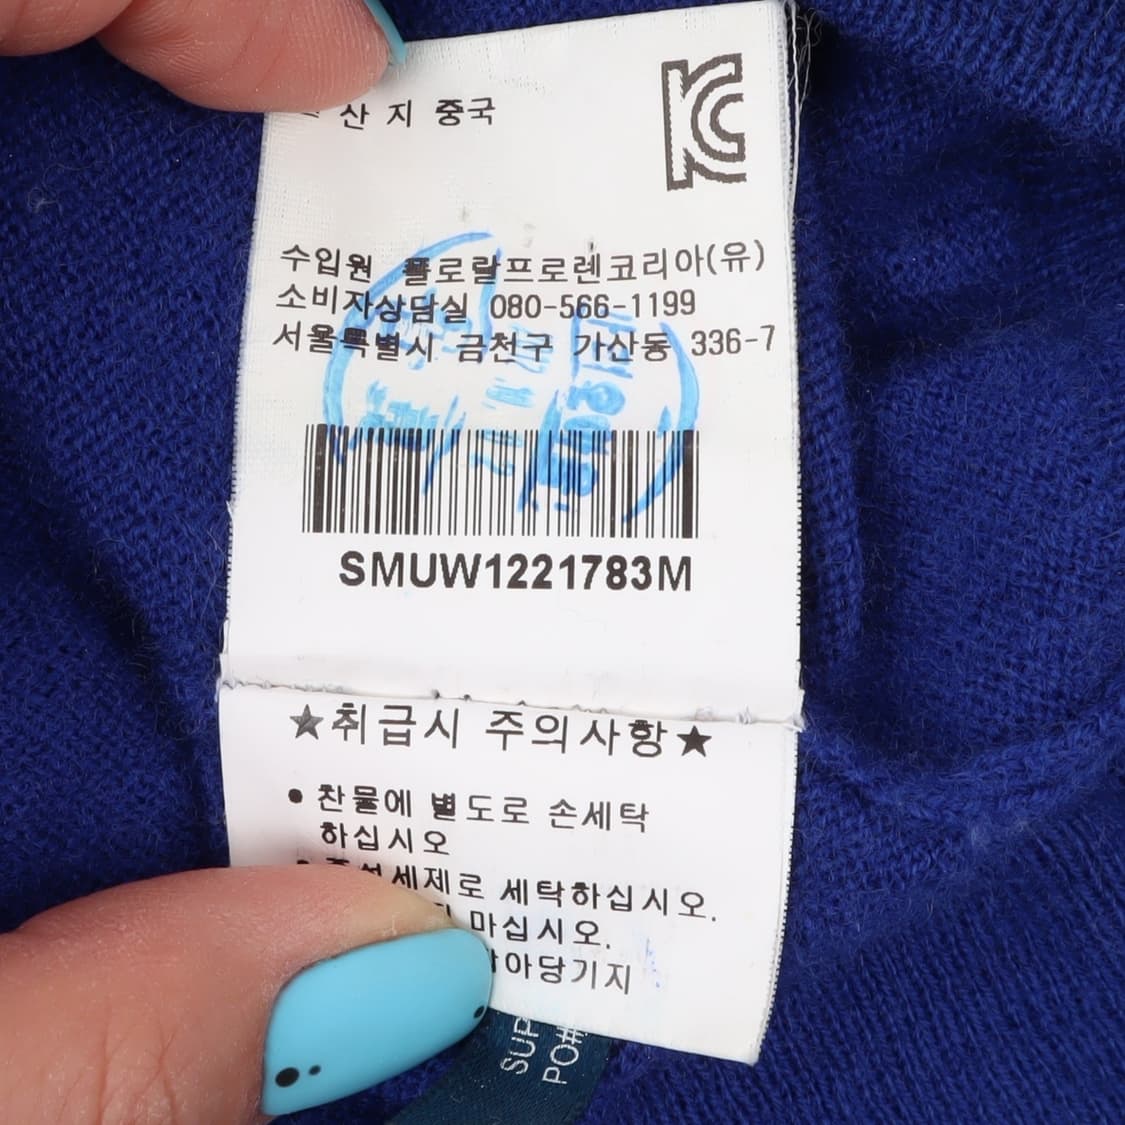 산 지 중국
수입원 폴로랄프로렌코리아(유)
소비자상담실 080-566-1199
서울특별시 금천구 가산동 336-7
SMUW1221783M
★취급시 주의사항★
• 찬물에 별도로 손세탁
하십시오
세제로 세탁하십시오.
마십시오.
아당기지
SUP
PO#